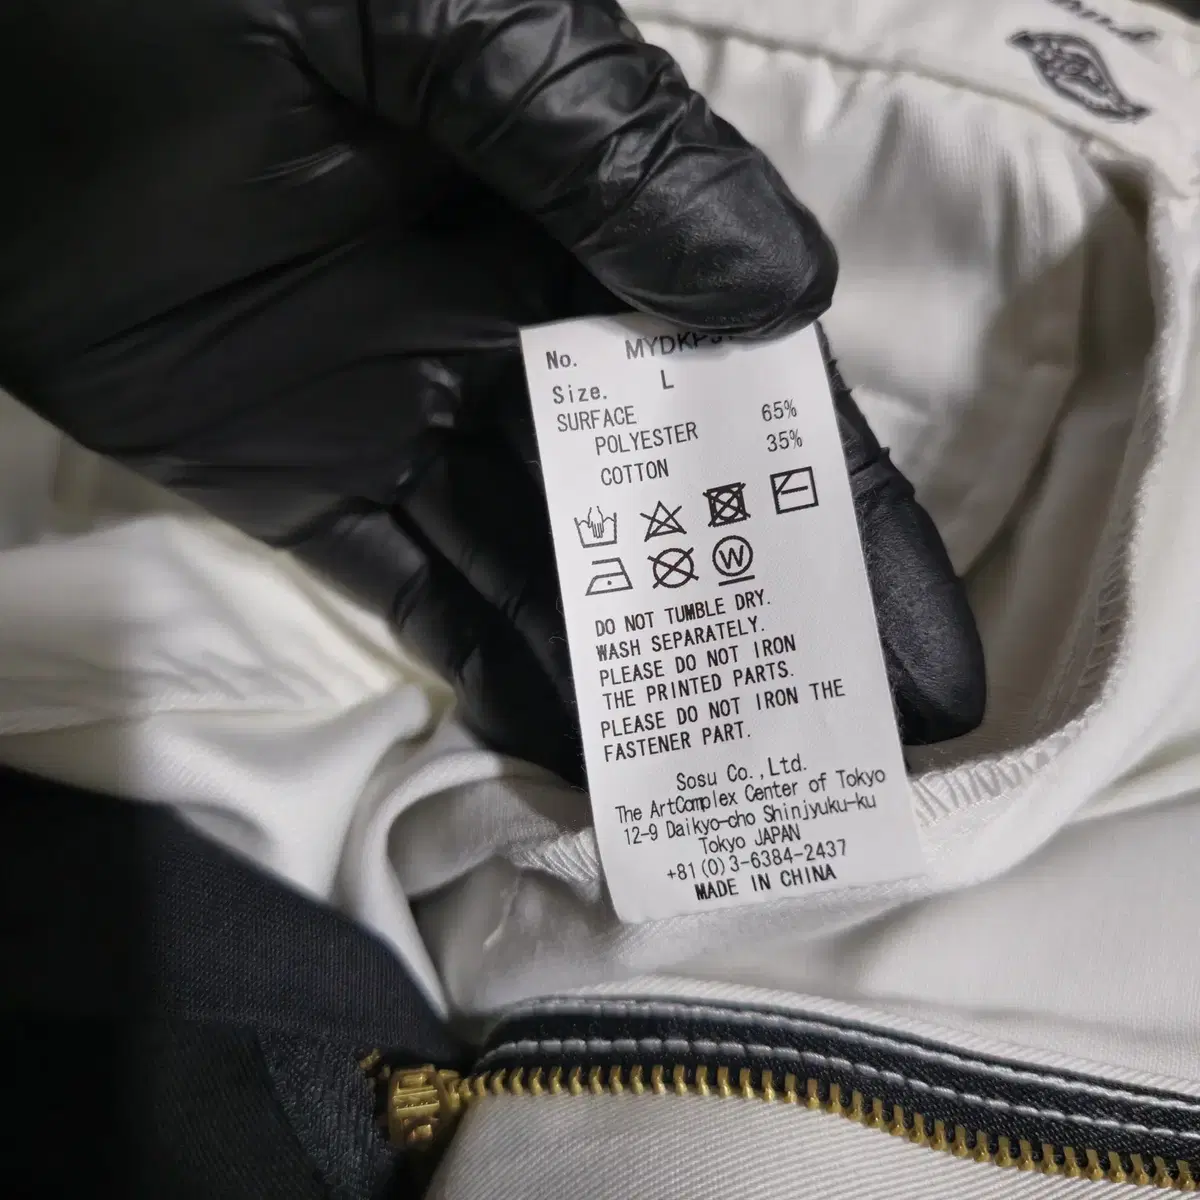 No.
Size. L
SURFACE
POLYESTER 65%
COTTON 35%
W
DO NOT TUMBLE DRY.
WASH SEPARATELY.
PLEASE DO NOT IRON
THE PRINTED PARTS.
PLEASE DO NOT IRON THE
FASTENER PART.
Sosu Co.,Ltd.
The ArtComplex Center of Tokyo
12-9 Daikyo-cho Shinjyuku-ku
Tokyo JAPAN
+81(0)3-6384-2437
MADE IN CHINA